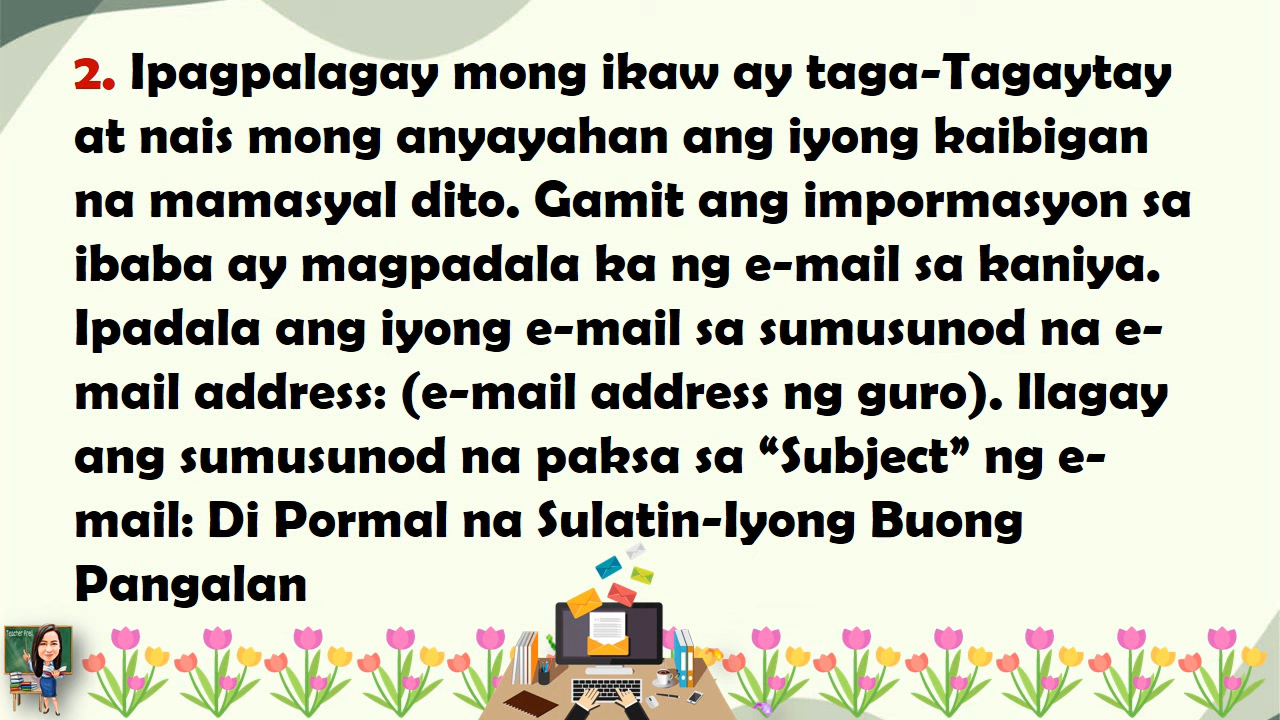 2. Ipagpalagay mong ikaw ay taga-Tagaytay
at nais mong anyayahan ang iyong kaibigan
na mamasyal dito. Gamit ang impormasyon sa
ibaba ay magpadala ka ng e-mail sa kaniya.
Ipadala ang iyong e-mail sa sumusunod na e-
mail address: (e-mail address ng guro). Ilagay
ang sumusunod na paksa sa “Subject” ng e-
mail: Di Pormal na Sulatin-Iyong Buong
Pangalan